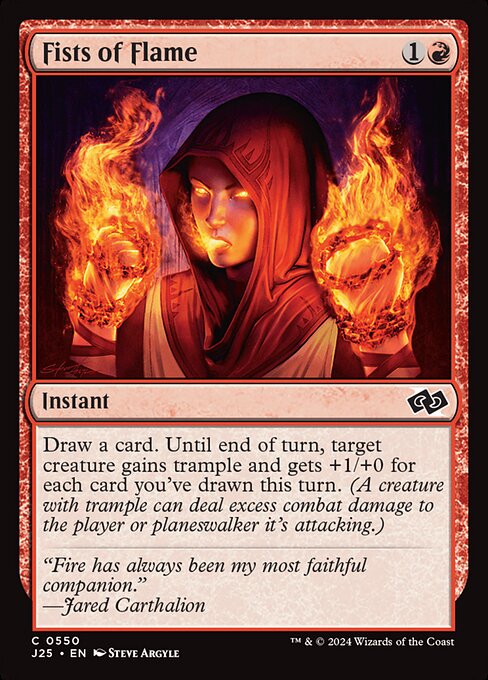 Fists of Flame 1
Instant
Draw a card. Until end of turn, target
creature gains trample and gets +1/+0 for
each card you’ve drawn this turn. (A creature
with trample can deal excess combat damage to
the player or planeswalker it’s attacking.)
“Fire has always been my most faithful
companion.”
—Jared Carthalion
C 0550 ™ & © 2024 Wizards of the Coast
J25 • EN STEVE ARGYLE